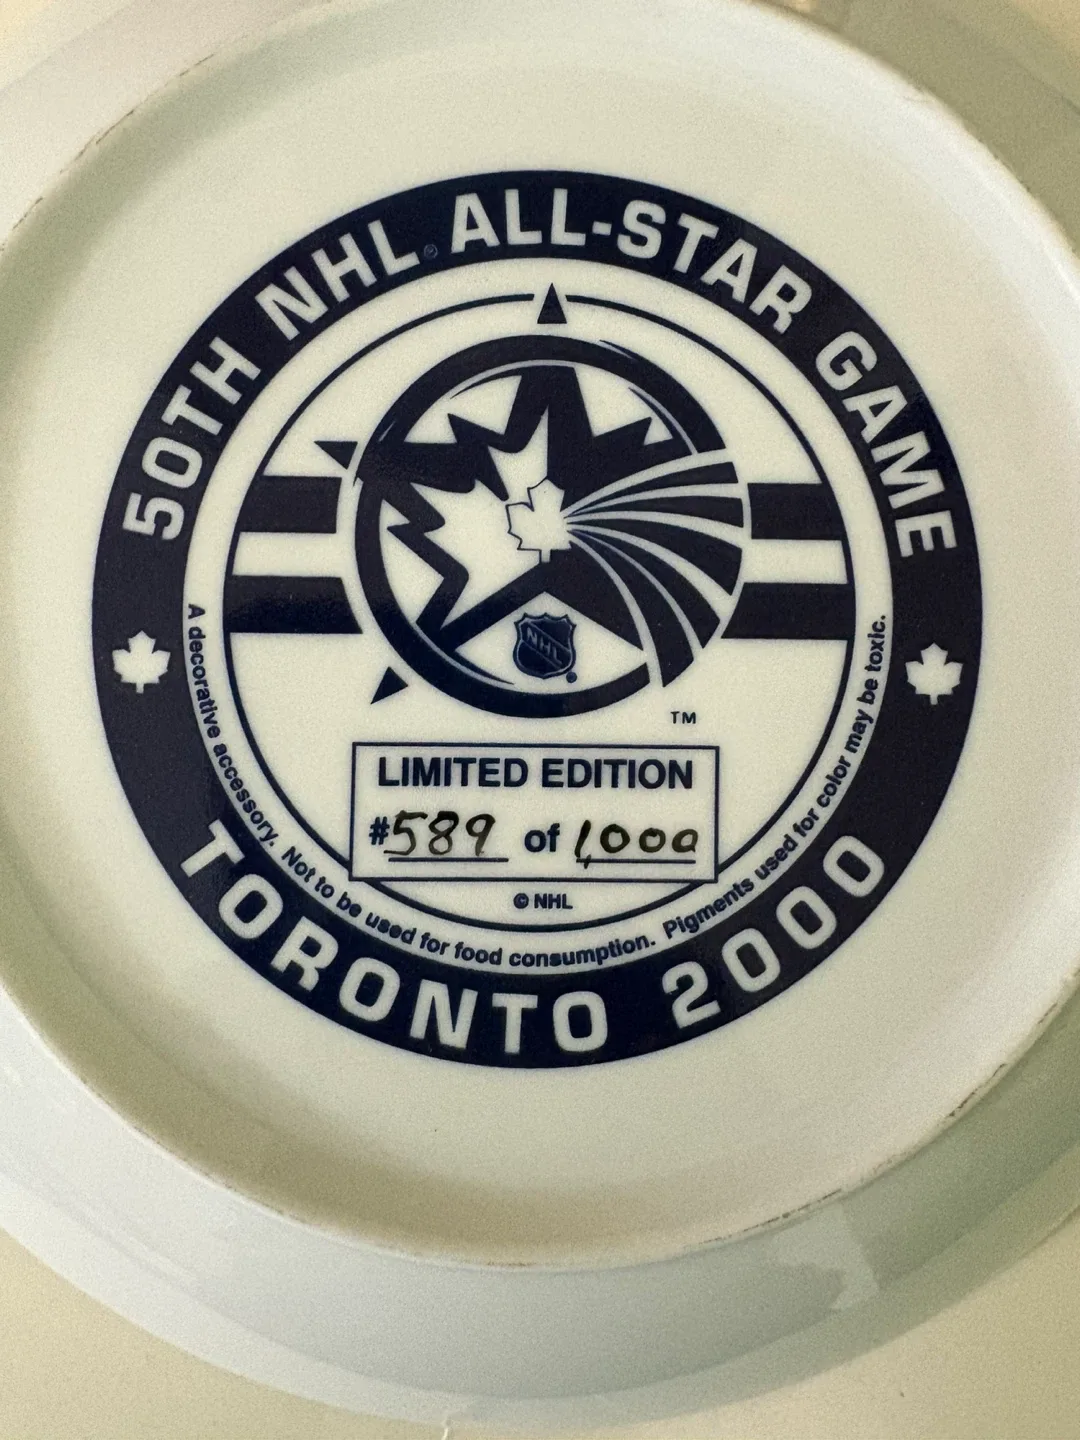 50TH NHL® ALL-STAR GAME
NHL ®
TM
LIMITED EDITION
#589 of 1,000
© NHL
A decorative accessory. Not to be used for food consumption. Pigments used for color may be toxic.
TORONTO 2000